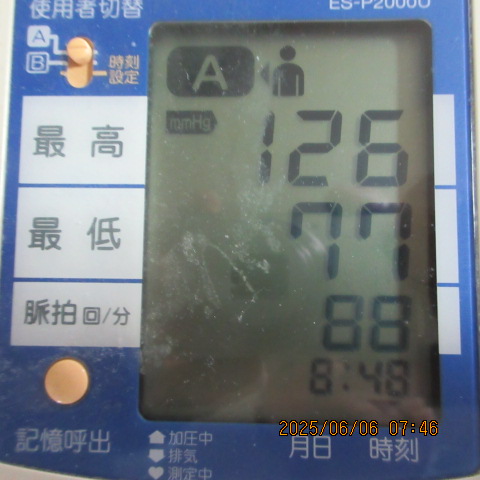 使用者切替
ES-P2000U
A
B
時刻
設定
A
mmHg
最高
126
最低
77
脈拍回/分
88
8:48
2025/06/06 07:46
記憶呼出
加圧中
排気
測定中
月日
時刻